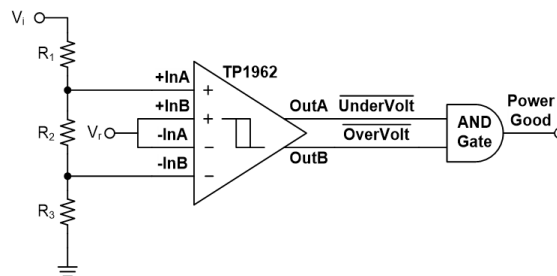 Vi
R1
R2
R3
Vr
+InA
+InB
-InA
-InB
+
+
−
−
TP1962
OutA
OutB
UnderVolt
OverVolt
AND
Gate
Power
Good